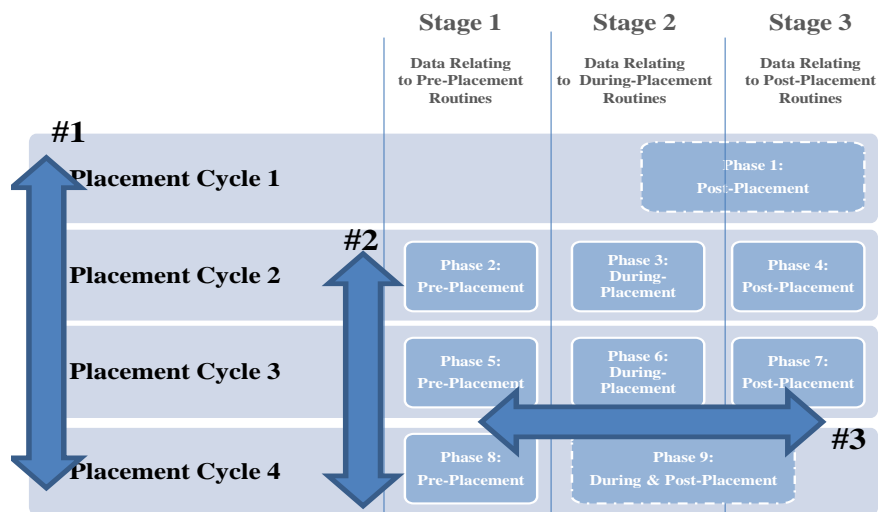 Stage 1
Stage 2
Stage 3
Data Relating
to Pre-Placement
Routines
Data Relating
to During-Placement
Routines
Data Relating
to Post-Placement
Routines
#1
Placement Cycle 1
Phase 1:
Post-Placement
#2
Placement Cycle 2
Phase 2:
Pre-Placement
Phase 3:
During-
Placement
Phase 4:
Post-Placement
Placement Cycle 3
Phase 5:
Pre-Placement
Phase 6:
During-
Placement
Phase 7:
Post-Placement
#3
Placement Cycle 4
Phase 8:
Pre-Placement
Phase 9:
During & Post-Placement